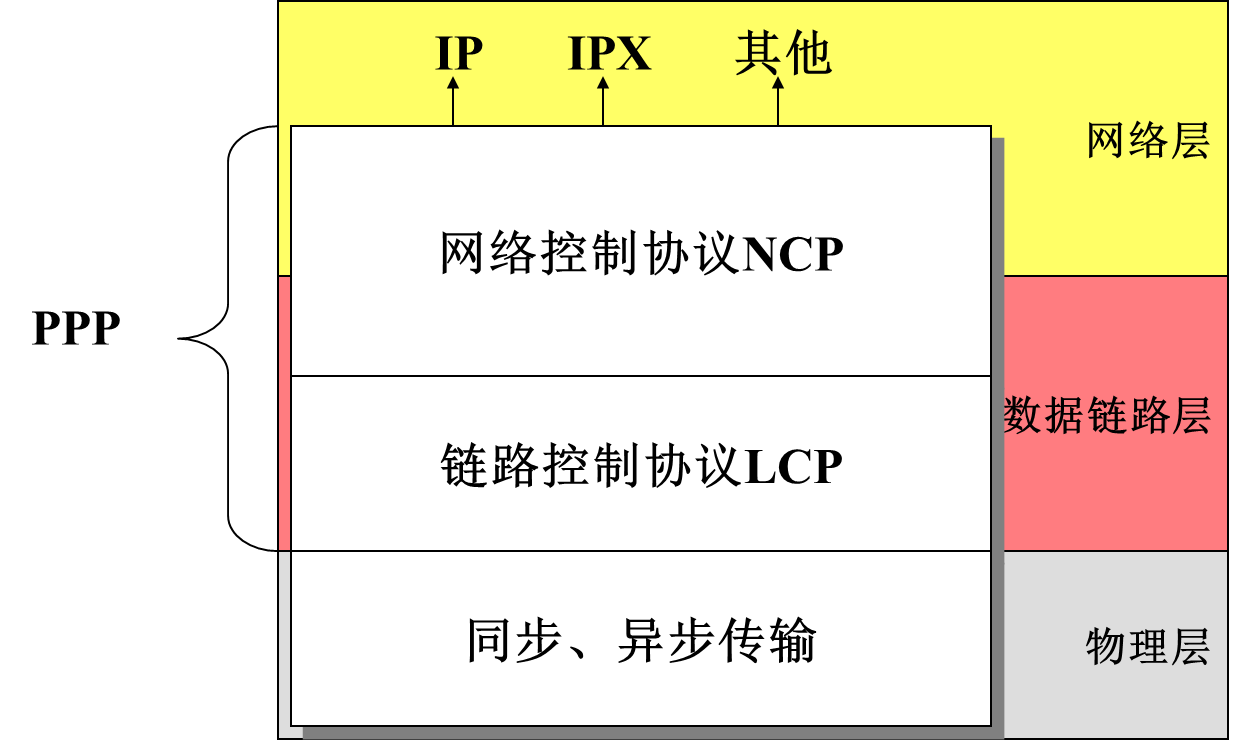 IP IPX 其他
网络层
网络控制协议NCP
PPP
数据链路层
链路控制协议LCP
同步、异步传输
物理层